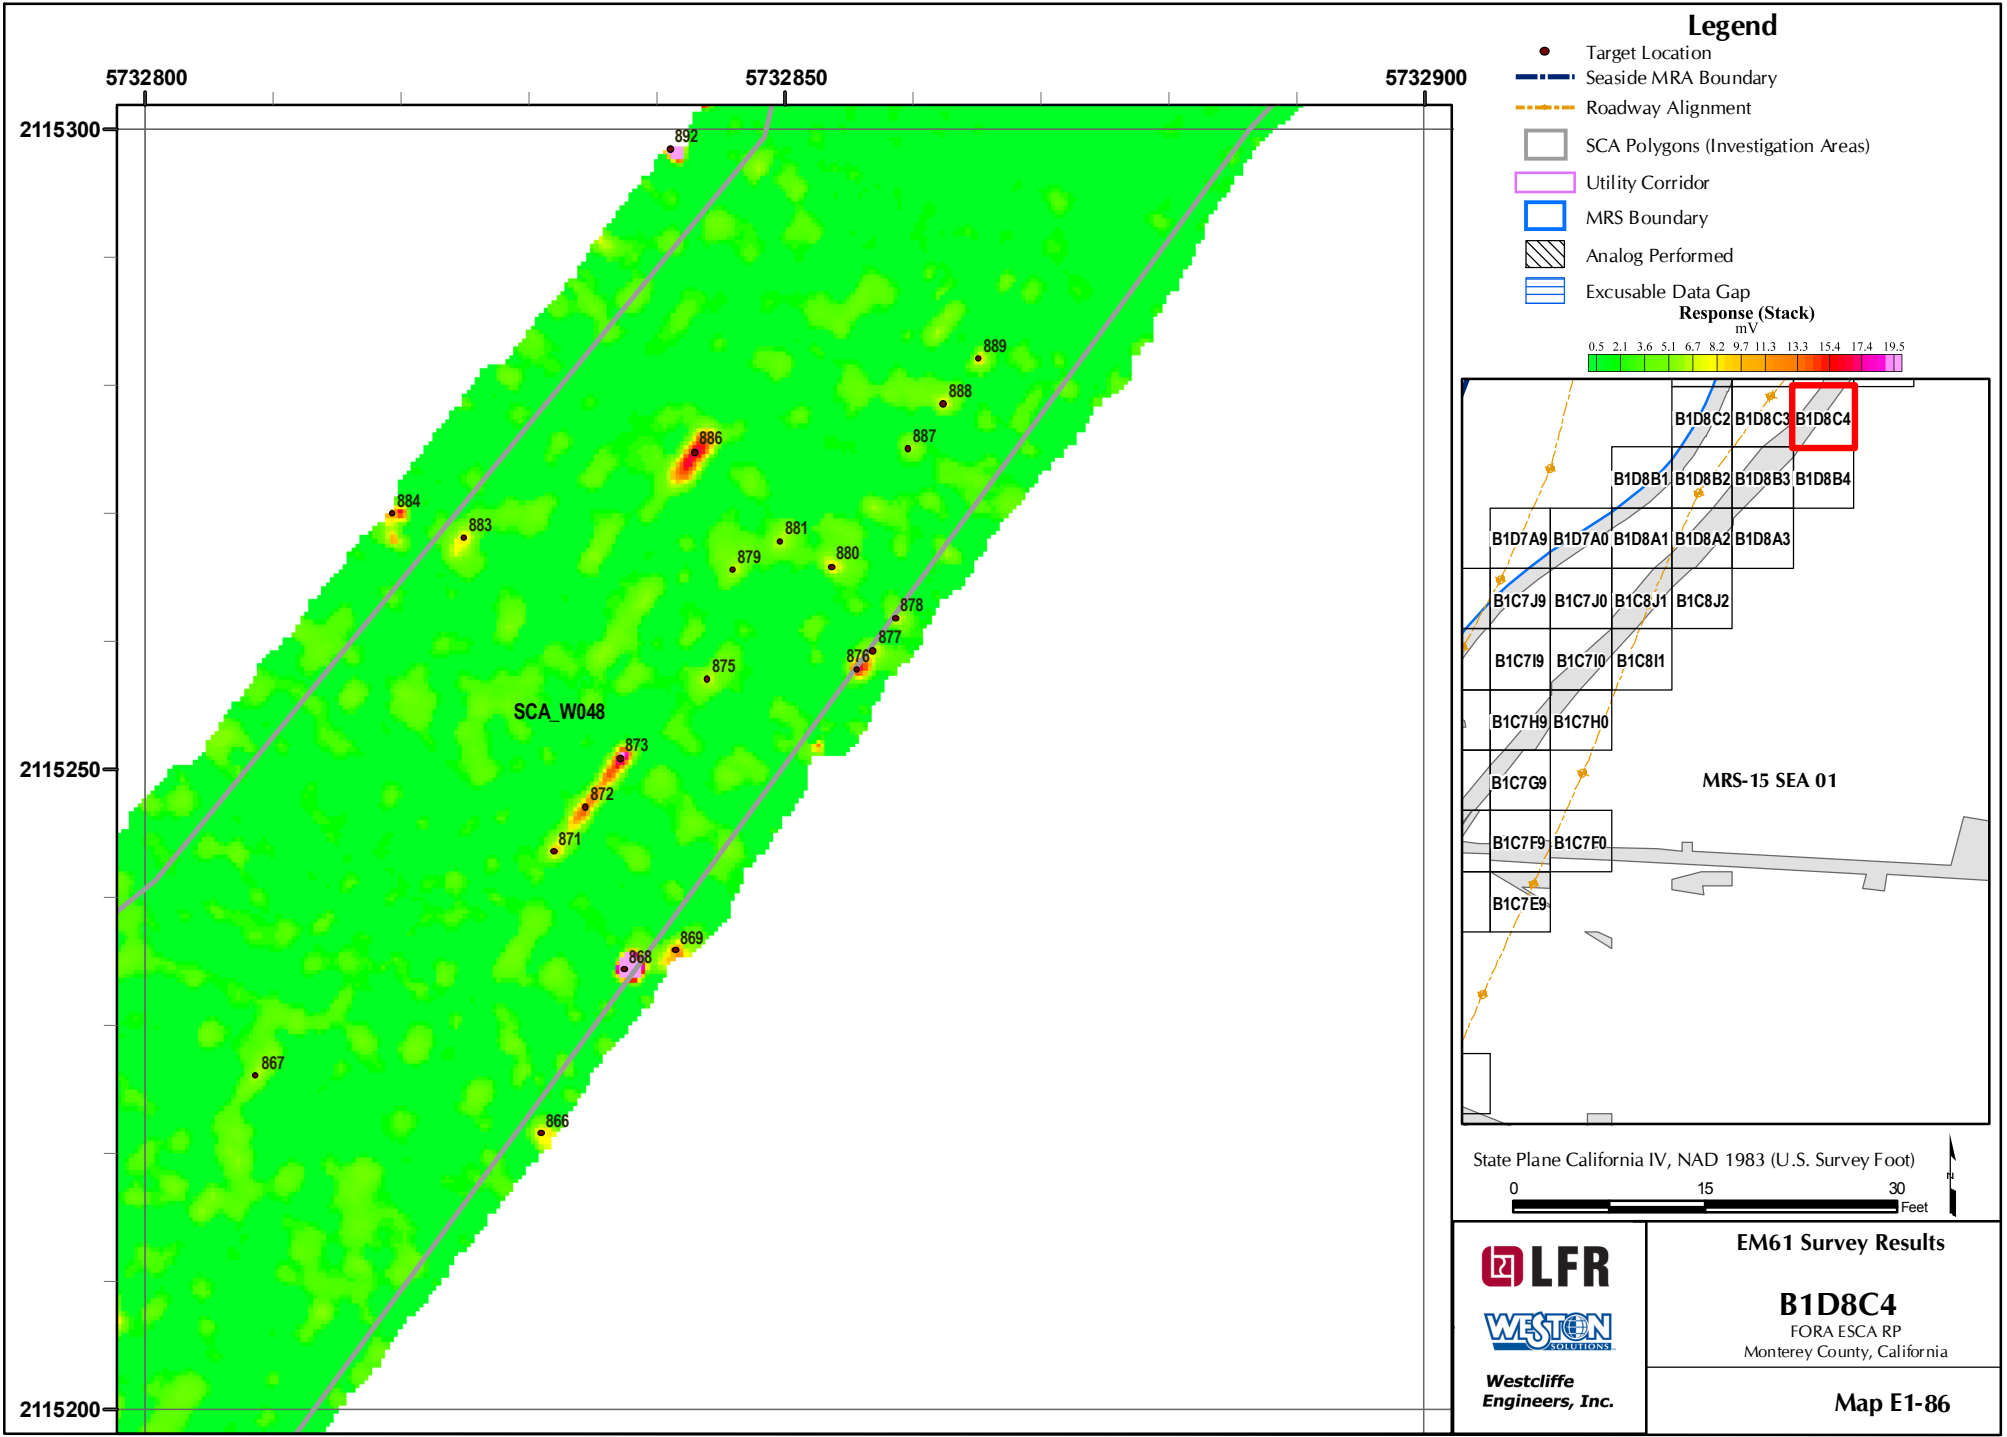 Legend
Target Location
Seaside MRA Boundary
Roadway Alignment
SCA Polygons (Investigation Areas)
Utility Corridor
MRS Boundary
Analog Performed
Excusable Data Gap
Response (Stack)
mV
0.5 2.1 3.6 5.1 6.7 8.2 9.7 11.3 13.3 15.4 17.4 19.5
5732800 5732850 5732900
2115300
2115250
2115200
892
889
888
887
886
884
883
881
880
879
878
877
876
875
SCA_W048
873
872
871
869
868
867
866
B1D8C2 B1D8C3 B1D8C4
B1D8B1 B1D8B2 B1D8B3 B1D8B4
B1D7A9 B1D7A0 B1D8A1 B1D8A2 B1D8A3
B1C7J9 B1C7J0 B1C8J1 B1C8J2
B1C7I9 B1C7I0 B1C8I1
B1C7H9 B1C7H0
B1C7G9
MRS-15 SEA 01
B1C7F9 B1C7F0
B1C7E9
State Plane California IV, NAD 1983 (U.S. Survey Foot)
N
0 15 30
Feet
LFR
WESTON
SOLUTIONS
Westcliffe
Engineers, Inc.
EM61 Survey Results
B1D8C4
FORA ESCA RP
Monterey County, California
Map E1-86